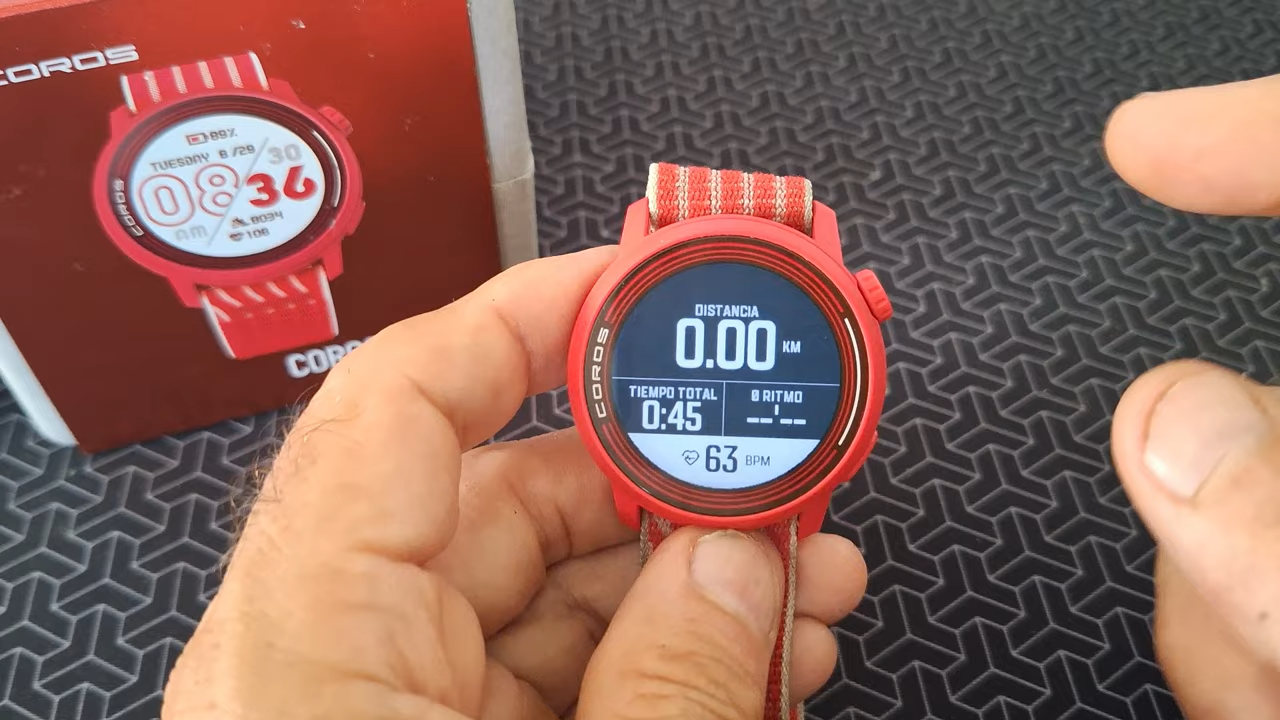 COROS
89%
TUESDAY 8/29
30
08
36
AM
8034
108
COROS
DISTANCIA
0.00 KM
TIEMPO TOTAL
Ø RITMO
0:45
--'--
63 BPM
COROS